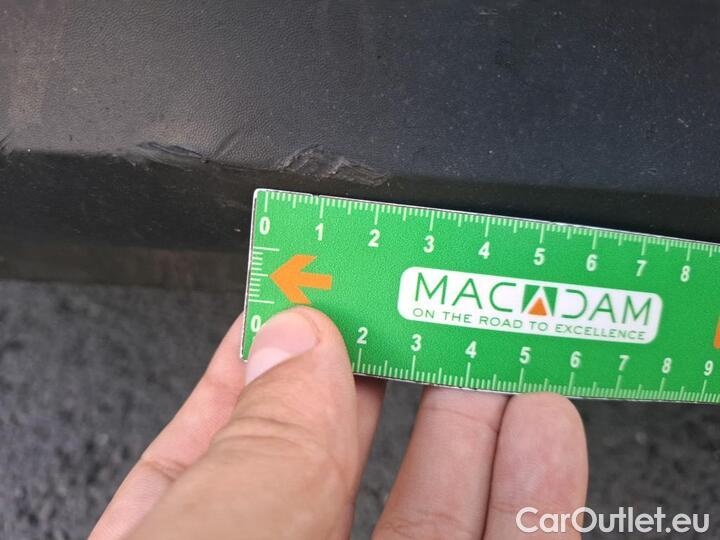 0 1 2 3 4 5 6 7 8
MACADAM
ON THE ROAD TO EXCELLENCE
0 2 3 4 5 6 7 8 9
CarOutlet.eu